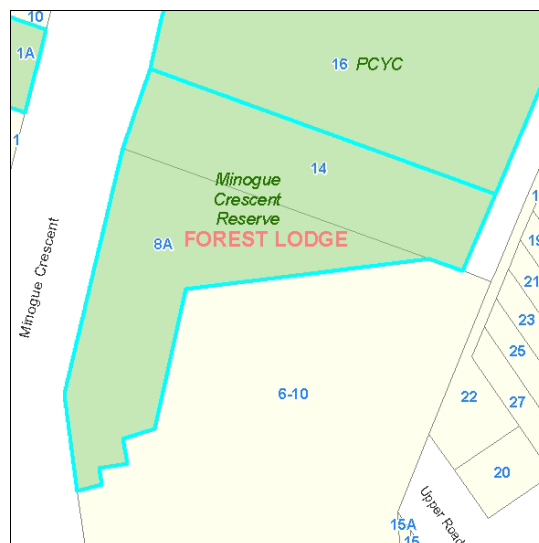 10
1A
16 PCYC
1
14
Minogue
Crescent
Reserve
8A
FOREST LODGE
Minogue Crescent
19
21
23
25
6-10
22
27
20
Upper Road
15A
15